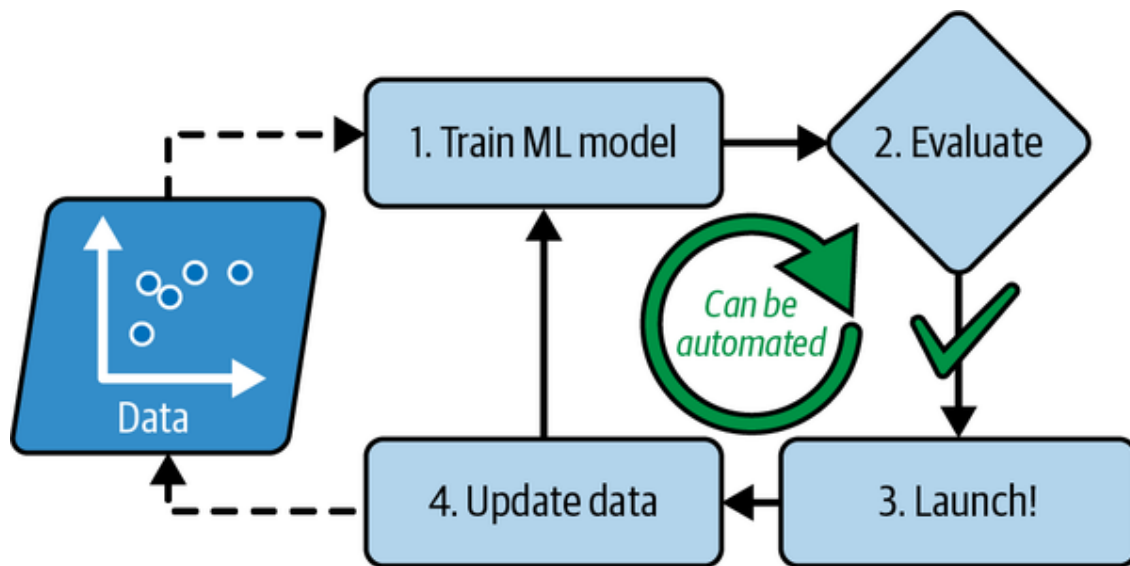 1. Train ML model
2. Evaluate
Can be
automated
Data
4. Update data
3. Launch!